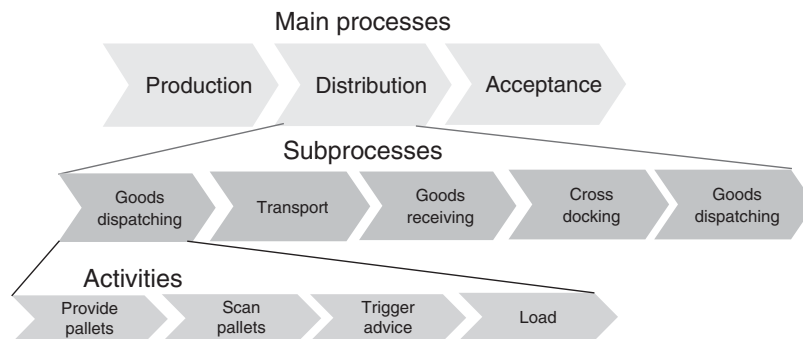 Main processes
Production
Distribution
Acceptance
Subprocesses
Goods
dispatching
Transport
Goods
receiving
Cross
docking
Goods
dispatching
Activities
Provide
pallets
Scan
pallets
Trigger
advice
Load